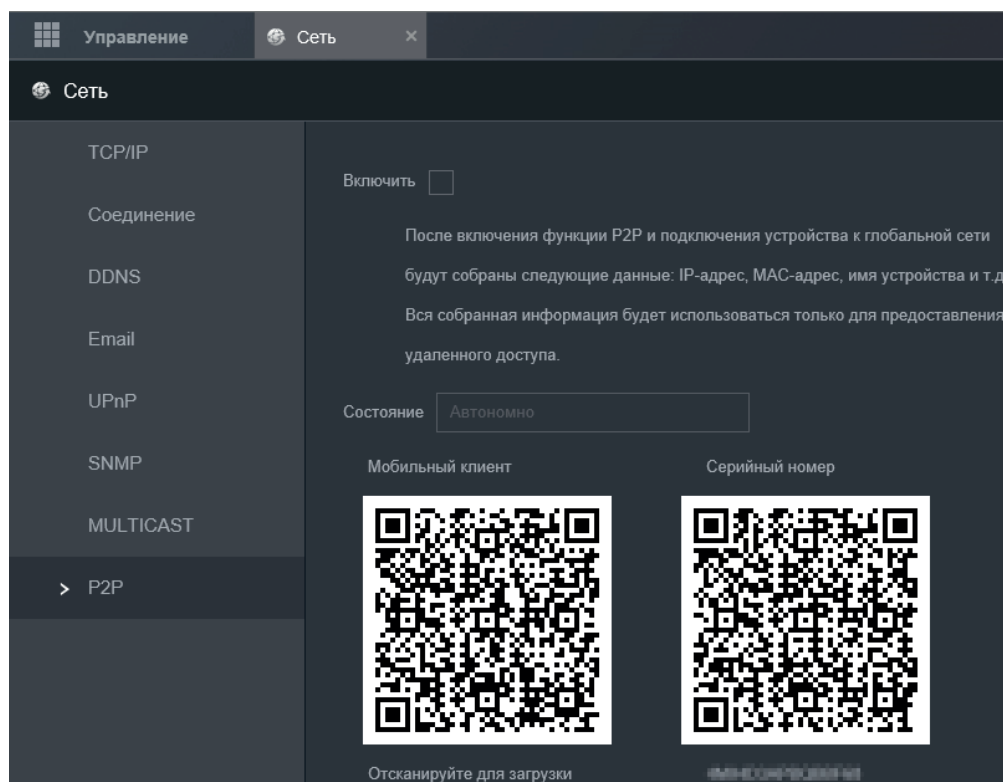 Управление
Сеть
Сеть
TCP/IP
Соединение
DDNS
Email
UPnP
SNMP
MULTICAST
P2P
Включить
После включения функции P2P и подключения устройства к глобальной сети
будут собраны следующие данные: IP-адрес, MAC-адрес, имя устройства и т.д
Вся собранная информация будет использоваться только для предоставления
удаленного доступа.
Состояние
Автономно
Мобильный клиент
Серийный номер
Отсканируйте для загрузки